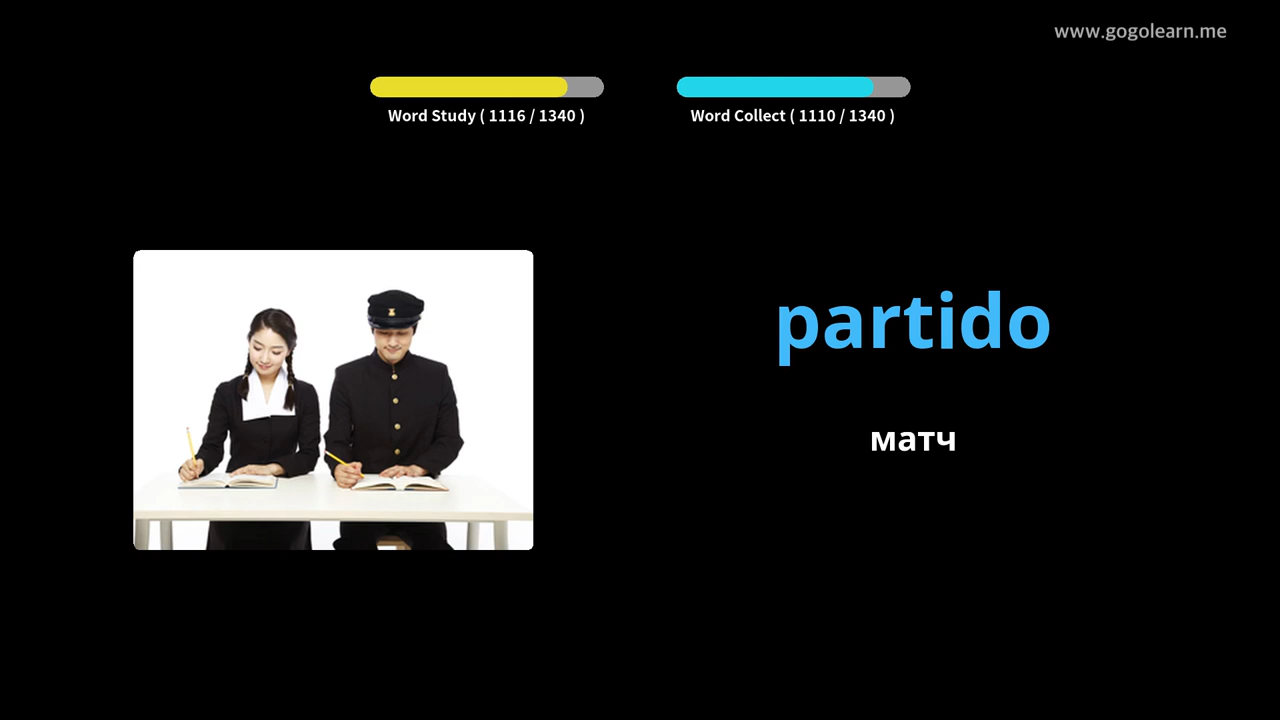 www.gogolearn.me
Word Study ( 1116 / 1340 )
Word Collect ( 1110 / 1340 )
partido
матч